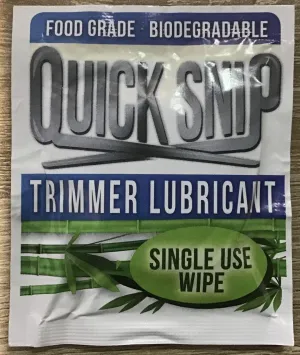 FOOD GRADE · BIODEGRADABLE
QUICK SNIP
TRIMMER LUBRICANT
SINGLE USE
WIPE